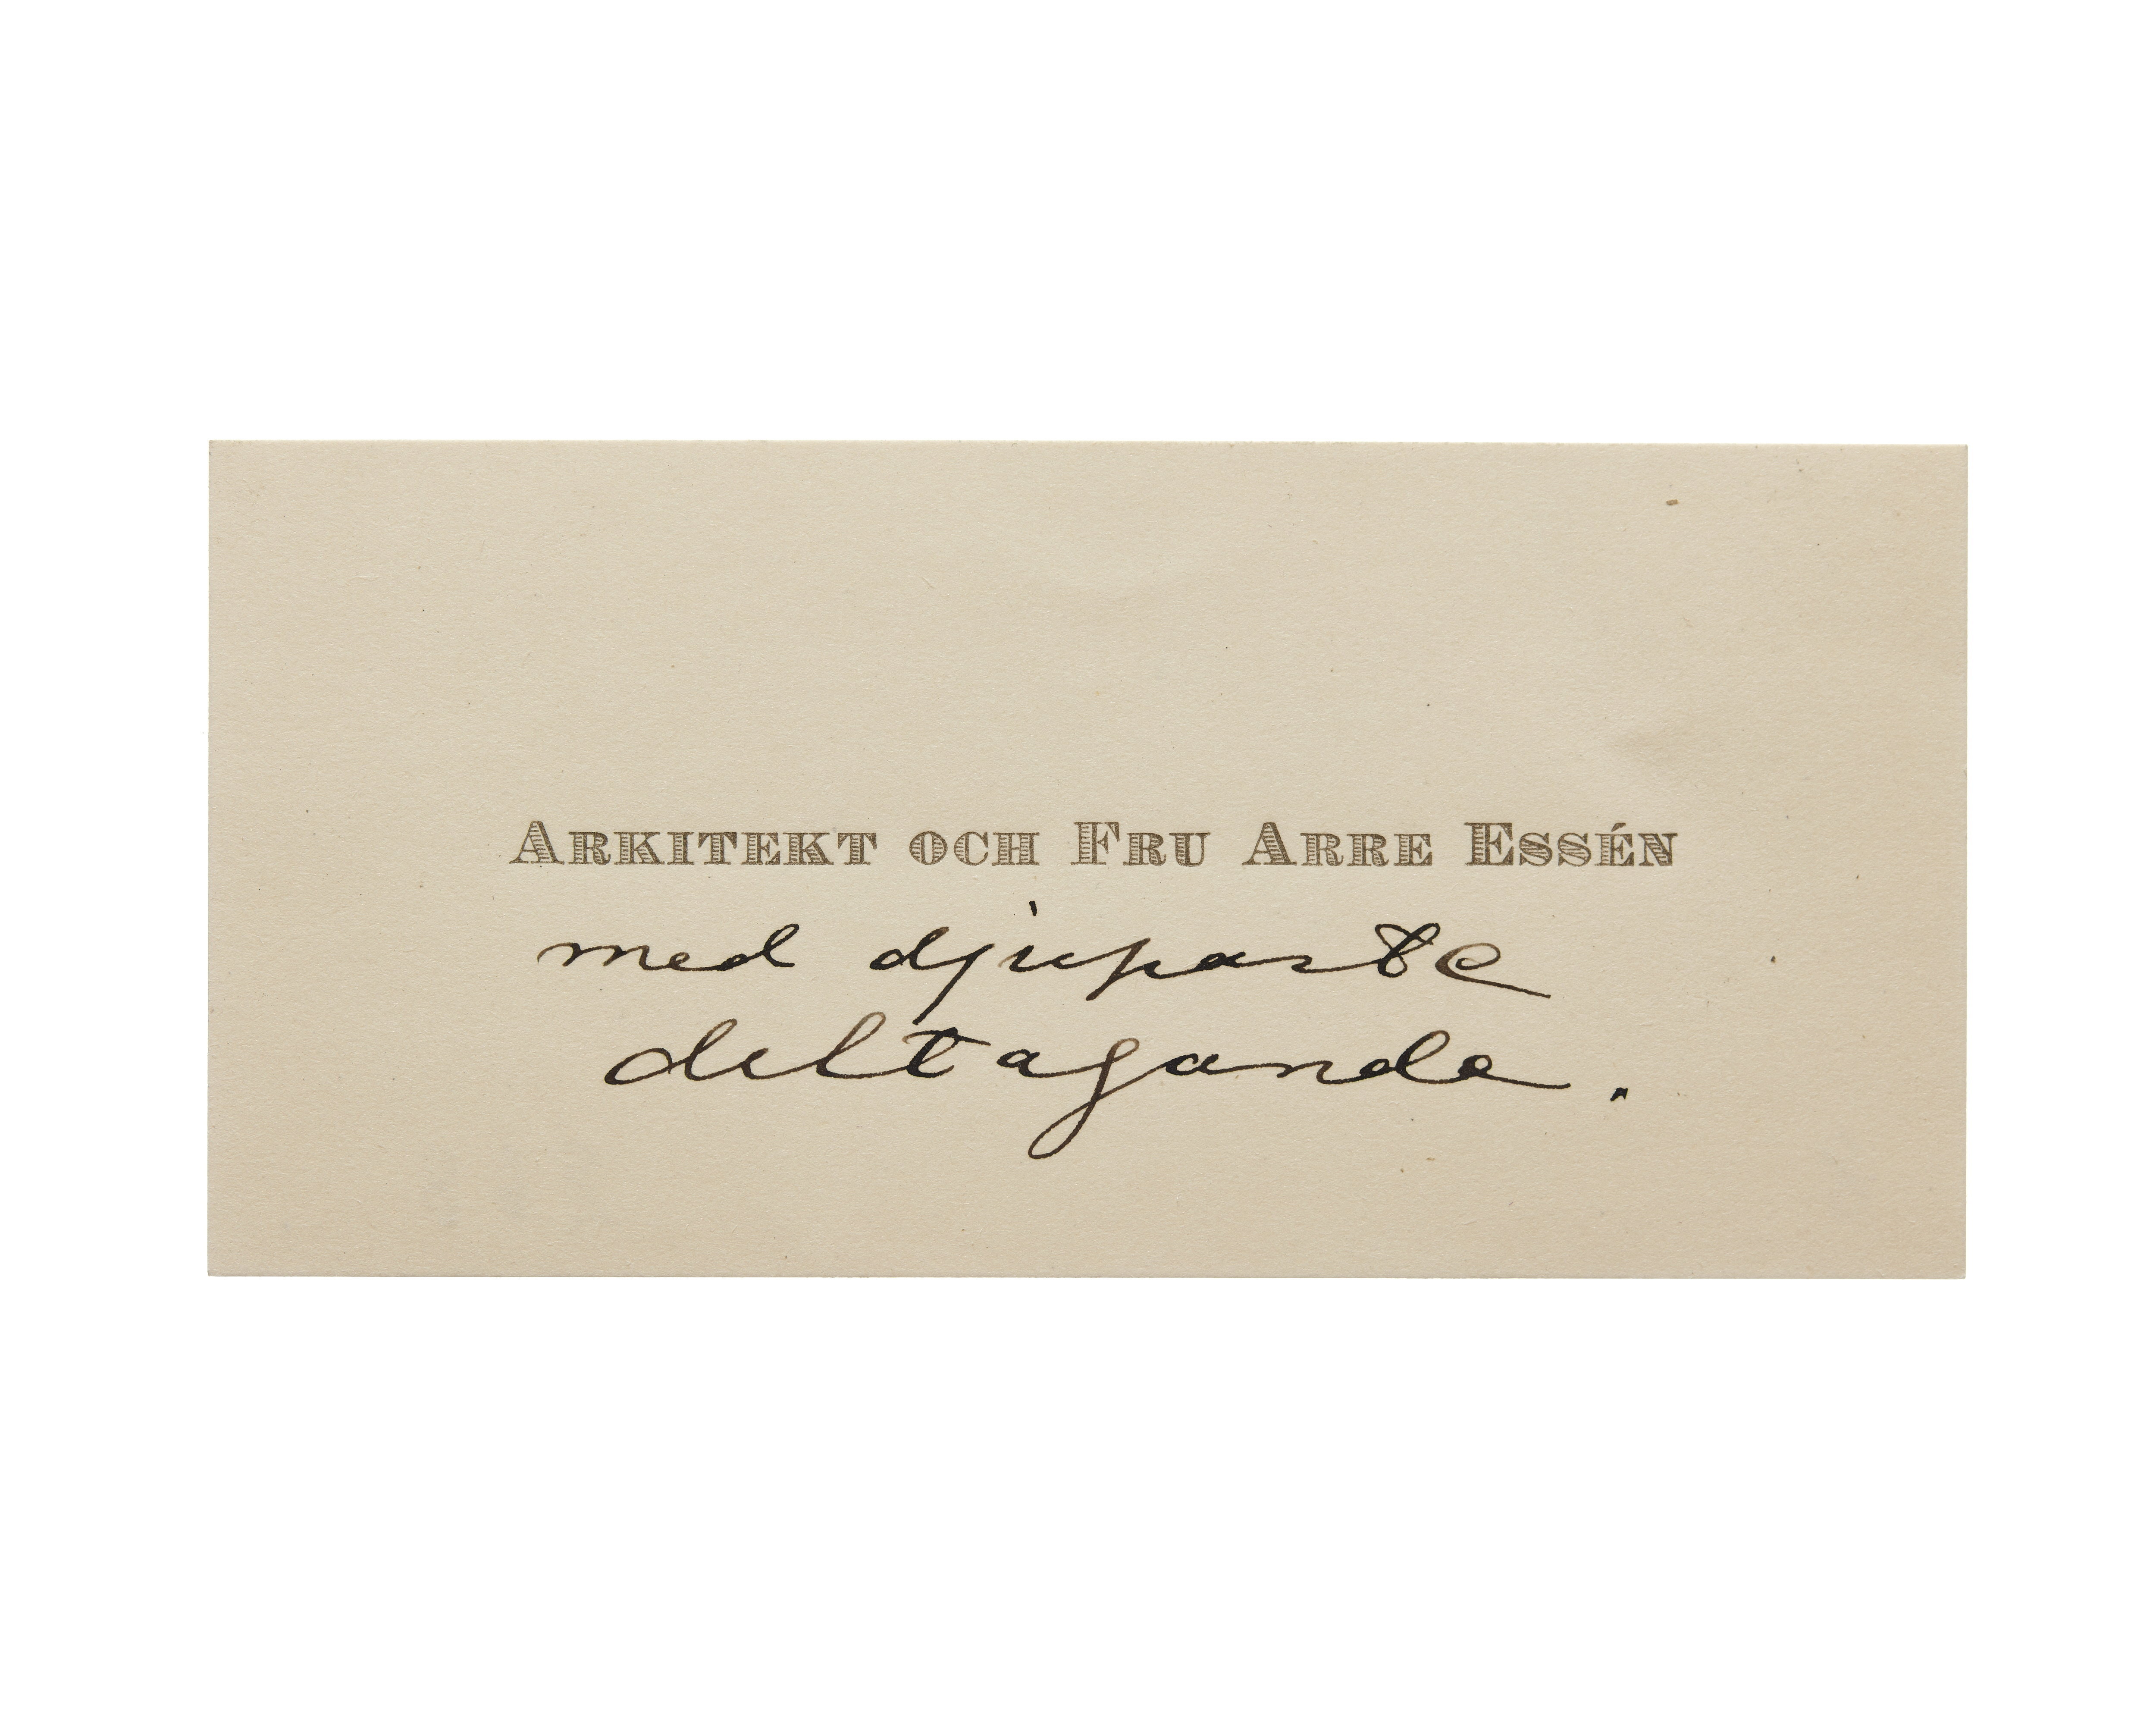 ARKITEKT OCH FRU ARRE ESSÉN
med djupaste
deltagande.